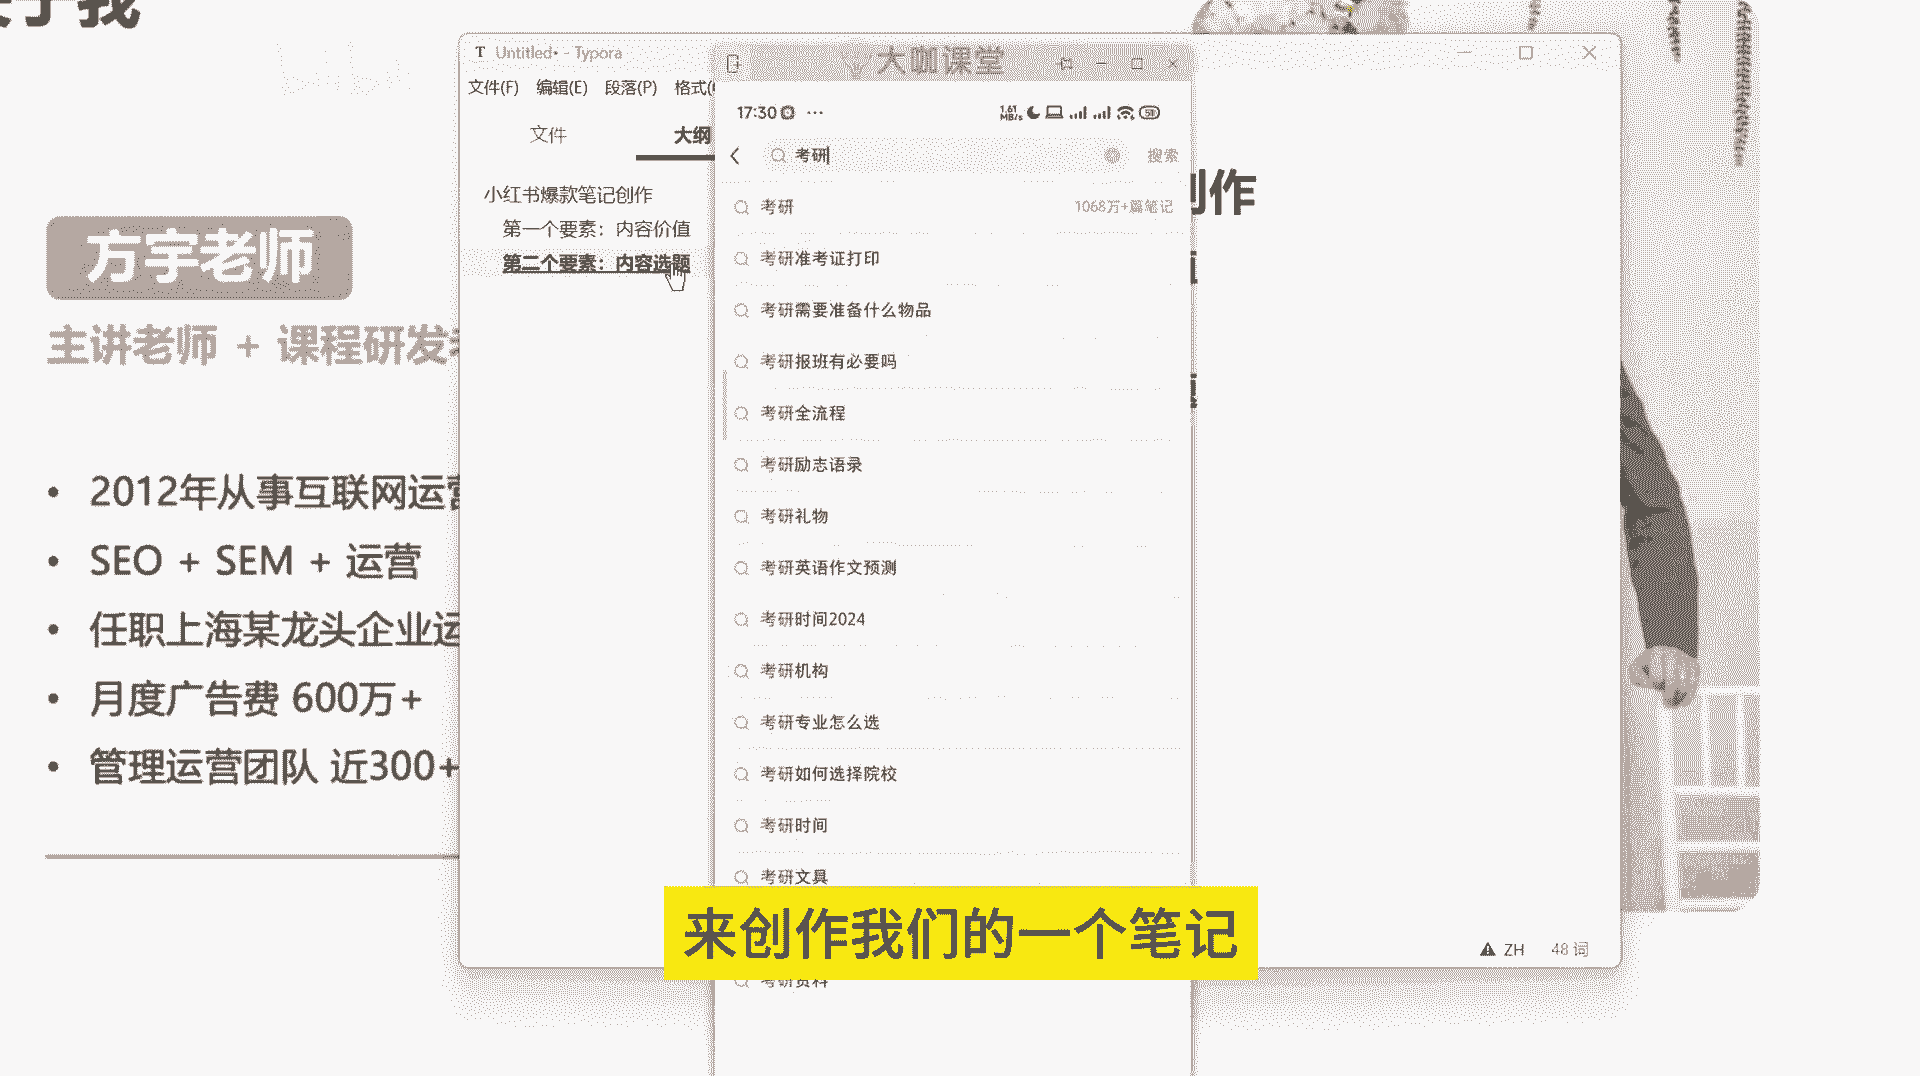 于我
方宇老师
主讲老师 + 课程研发
• 2012年从事互联网运营
• SEO + SEM + 运营
• 任职上海某龙头企业运
• 月度广告费 600万+
• 管理运营团队 近300+
Untitled• - Typora
文件(F) 编辑(E) 段落(P) 格式(
文件 大纲
小红书爆款笔记创作
第一个要素：内容价值
第二个要素：内容选题
大咖课堂
17:30 ···
1.61 MB/s 51
考研 搜索
考研 1068万+篇笔记
考研准考证打印
考研需要准备什么物品
考研报班有必要吗
考研全流程
考研励志语录
考研礼物
考研英语作文预测
考研时间2024
考研机构
考研专业怎么选
考研如何选择院校
考研时间
考研文具
考研资料
创作
来创作我们的一个笔记
ZH 48 词